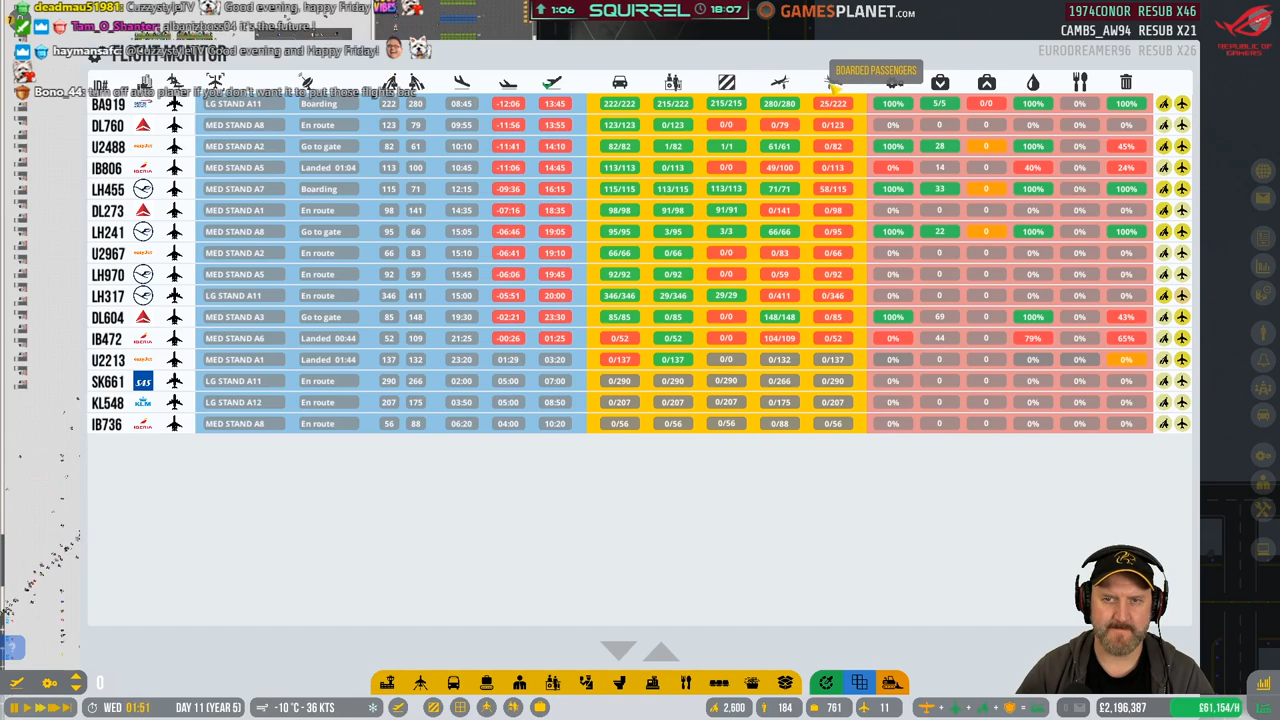 deadmau51981: CuzzystyleTV Good evening, happy Friday
Tam_O_Shanter: albanizboss04 it's the future !
haymansafc: @CuzzystyleTV Good evening and Happy Friday!
Bono_44: turn off auto planer if you don't want it to put those flights bac
1:06 SQUIRREL 18:07 GAMESPLANET.COM
1974CONOR RESUB X46
CAMBS_AW94 RESUB X21
EURODREAMER96 RESUB X26
REPUBLIC OF GAMERS
FLIGHT MONITOR
BOARDED PASSENGERS
ID#
BA919 LG STAND A11 Boarding 222 280 08:45 -12:06 13:45 222/222 215/222 215/215 280/280 25/222 100% 5/5 0/0 100% 0% 100%
DL760 MED STAND A8 En route 123 79 09:55 -11:56 13:55 123/123 0/123 0/0 0/79 0/123 0% 0 0 0% 0% 0%
U2488 MED STAND A2 Go to gate 82 61 10:10 -11:41 14:10 82/82 1/82 1/1 61/61 0/82 100% 28 0 100% 0% 45%
IB806 MED STAND A5 Landed 01:04 113 100 10:45 -11:06 14:45 113/113 0/113 0/0 49/100 0/113 0% 14 0 40% 0% 24%
LH455 MED STAND A7 Boarding 115 71 12:15 -09:36 16:15 115/115 113/115 113/113 71/71 58/115 100% 33 0 100% 0% 100%
DL273 MED STAND A1 En route 98 141 14:35 -07:16 18:35 98/98 91/98 91/91 0/141 0/98 0% 0 0 0% 0% 0%
LH241 MED STAND A8 Go to gate 95 66 15:05 -06:46 19:05 95/95 3/95 3/3 66/66 0/95 100% 22 0 100% 0% 100%
U2967 MED STAND A2 En route 66 83 15:10 -06:41 19:10 66/66 0/66 0/0 0/83 0/66 0% 0 0 0% 0% 0%
LH970 MED STAND A5 En route 92 59 15:45 -06:06 19:45 92/92 0/92 0/0 0/59 0/92 0% 0 0 0% 0% 0%
LH317 LG STAND A11 En route 346 411 15:00 -05:51 20:00 346/346 29/346 29/29 0/411 0/346 0% 0 0 0% 0% 0%
DL604 MED STAND A3 Go to gate 85 148 19:30 -02:21 23:30 85/85 0/85 0/0 148/148 0/85 100% 69 0 100% 0% 43%
IB472 IBERIA MED STAND A6 Landed 00:44 52 109 21:25 -00:26 01:25 0/52 0/52 0/0 104/109 0/52 0% 44 0 79% 0% 65%
U2213 MED STAND A1 Landed 01:44 137 132 23:20 01:29 03:20 0/137 0/137 0/0 0/132 0/137 0% 0 0 0% 0% 0%
SK661 SAS LG STAND A11 En route 290 266 02:00 05:00 07:00 0/290 0/290 0/290 0/266 0/290 0% 0 0 0% 0% 0%
KL548 KLM LG STAND A12 En route 207 175 03:50 05:00 08:50 0/207 0/207 0/207 0/175 0/207 0% 0 0 0% 0% 0%
IB736 IBERIA MED STAND A8 En route 56 88 06:20 04:00 10:20 0/56 0/56 0/56 0/88 0/56 0% 0 0 0% 0% 0%
?
0
WED 01:51 DAY 11 (YEAR 5) -10°C - 36 KTS 2,600 184 761 11 0 £2,196,387 £61,154/H